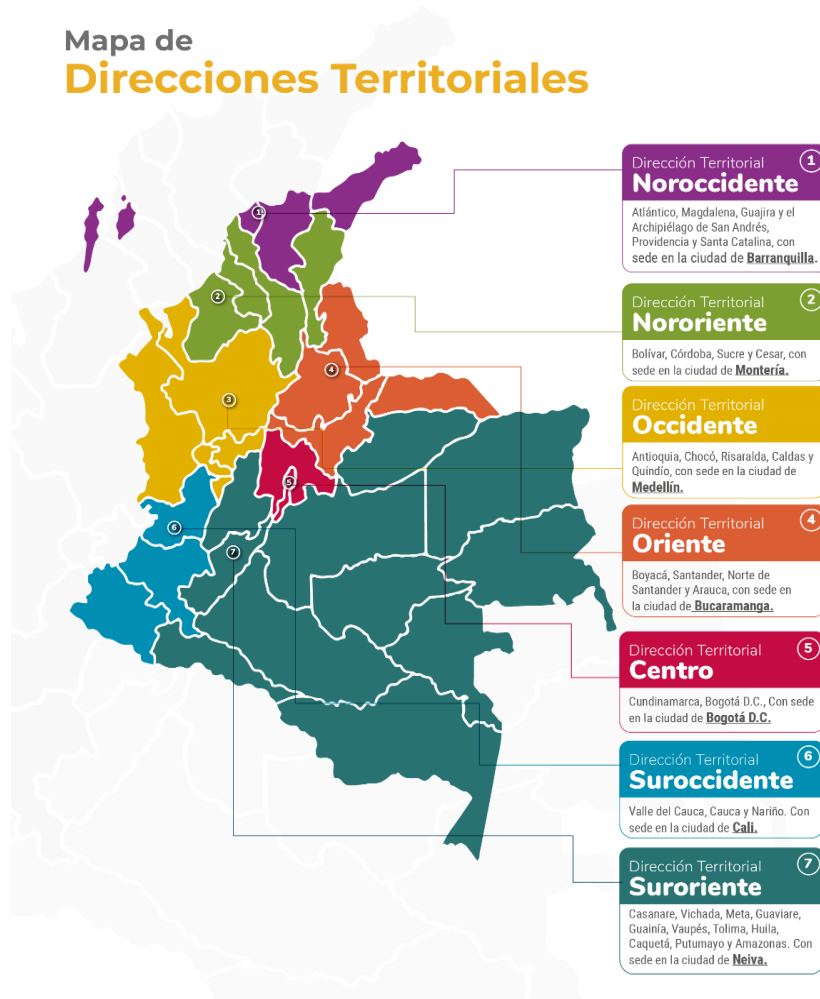 Mapa de
Direcciones Territoriales
1
2
3
4
5
6
7
Dirección Territorial 1
Noroccidente
Atlántico, Magdalena, Guajira y el
Archipiélago de San Andrés,
Providencia y Santa Catalina, con
sede en la ciudad de Barranquilla.
Dirección Territorial 2
Nororiente
Bolívar, Córdoba, Sucre y Cesar, con
sede en la ciudad de Montería.
Dirección Territorial
Occidente
Antioquia, Chocó, Risaralda, Caldas y
Quindío, con sede en la ciudad de
Medellín.
Dirección Territorial 4
Oriente
Boyacá, Santander, Norte de
Santander y Arauca, con sede en
la ciudad de Bucaramanga.
Dirección Territorial 5
Centro
Cundinamarca, Bogotá D.C., Con sede
en la ciudad de Bogotá D.C.
Dirección Territorial 6
Suroccidente
Valle del Cauca, Cauca y Nariño. Con
sede en la ciudad de Cali.
Dirección Territorial 7
Suroriente
Casanare, Vichada, Meta, Guaviare,
Guainía, Vaupés, Tolima, Huila,
Caquetá, Putumayo y Amazonas. Con
sede en la ciudad de Neiva.